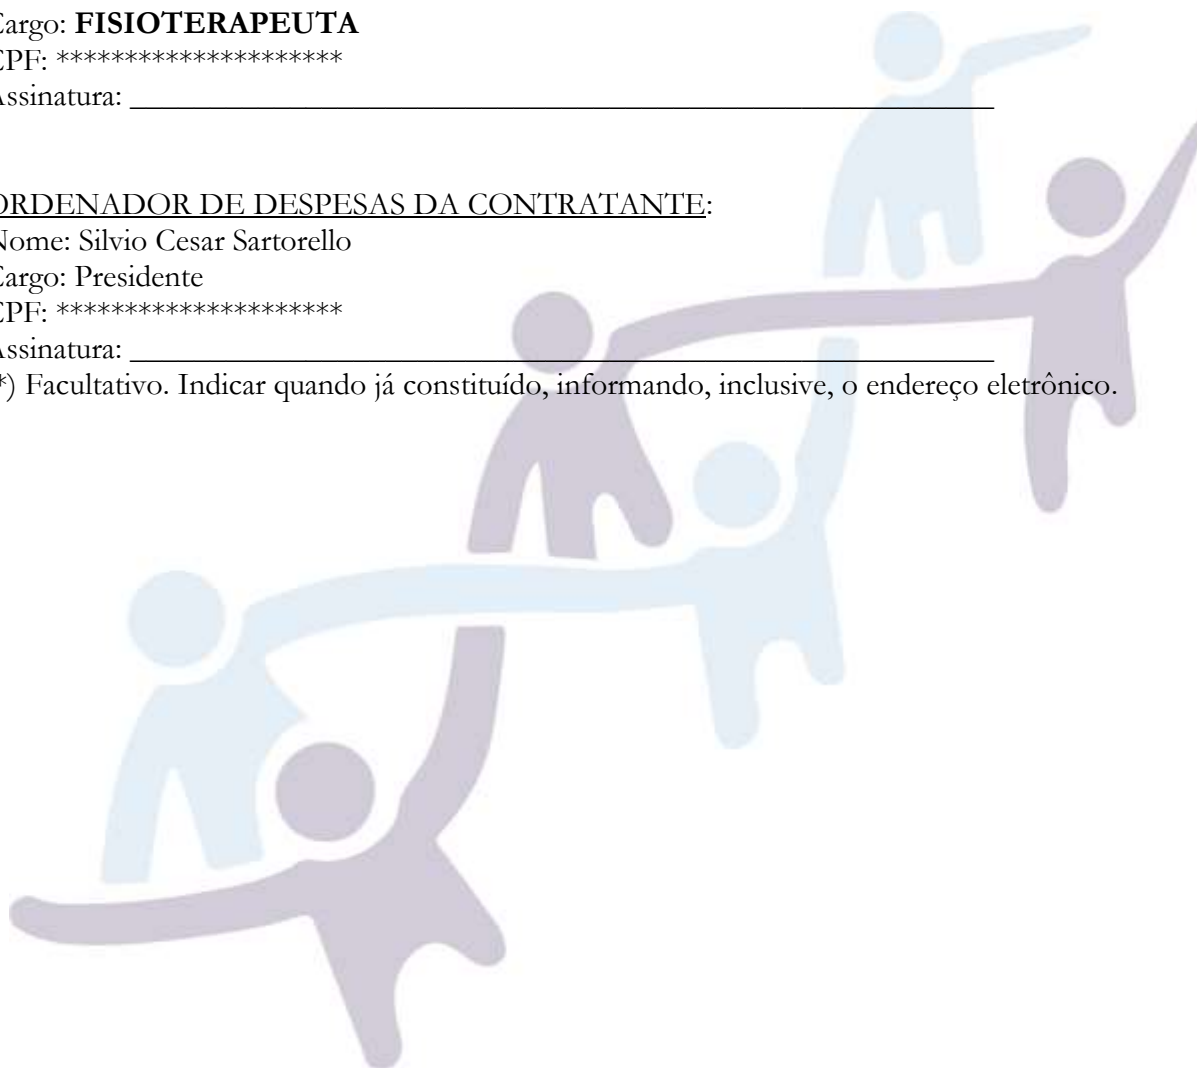 Cargo: FISIOTERAPEUTA
CPF: *********************
Assinatura: ______________________________________________________
ORDENADOR DE DESPESAS DA CONTRATANTE:
Nome: Silvio Cesar Sartorello
Cargo: Presidente
CPF: *********************
Assinatura: ______________________________________________________
*) Facultativo. Indicar quando já constituído, informando, inclusive, o endereço eletrônico.